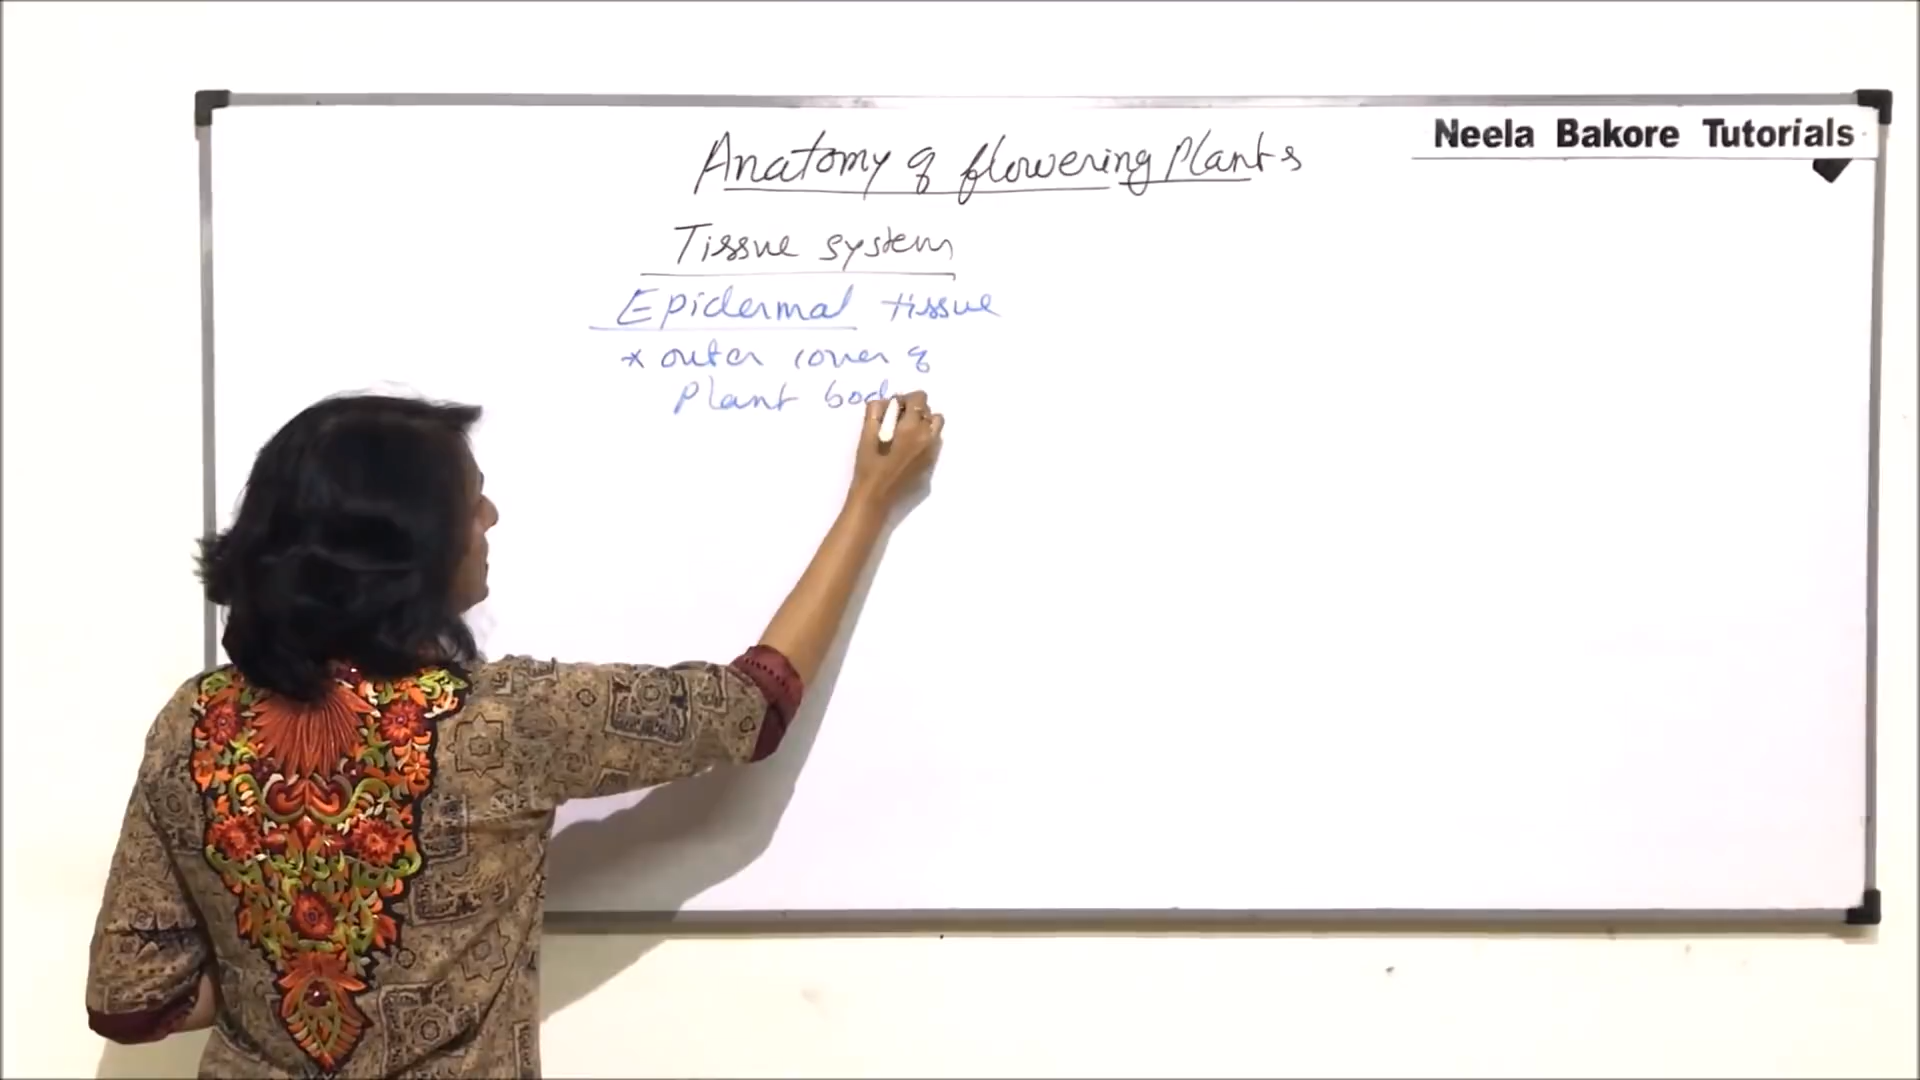 Neela Bakore Tutorials
Anatomy of flowering Plants
Tissue system
Epidermal tissue
* outer cover of
Plant body